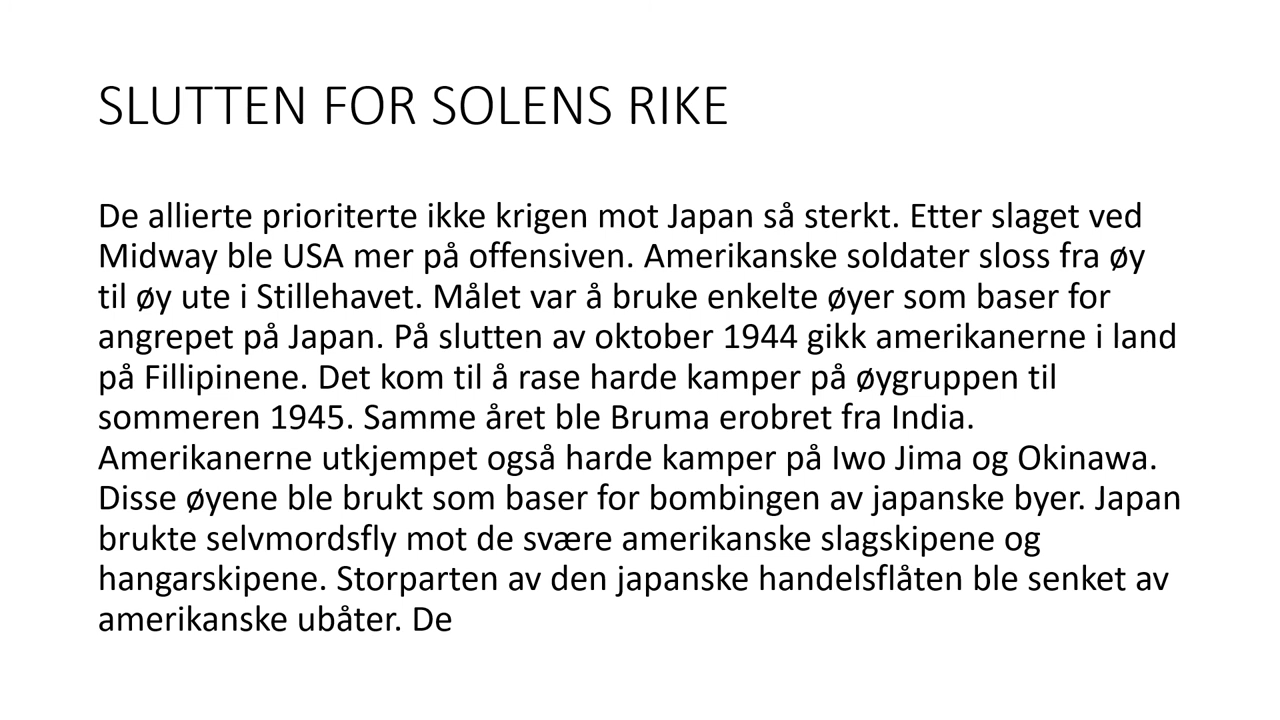 SLUTTEN FOR SOLENS RIKE
De allierte prioriterte ikke krigen mot Japan så sterkt. Etter slaget ved
Midway ble USA mer på offensiven. Amerikanske soldater sloss fra øy
til øy ute i Stillehavet. Målet var å bruke enkelte øyer som baser for
angrepet på Japan. På slutten av oktober 1944 gikk amerikanerne i land
på Fillipinene. Det kom til å rase harde kamper på øygruppen til
sommeren 1945. Samme året ble Bruma erobret fra India.
Amerikanerne utkjempet også harde kamper på Iwo Jima og Okinawa.
Disse øyene ble brukt som baser for bombingen av japanske byer. Japan
brukte selvmordsfly mot de svære amerikanske slagskipene og
hangarskipene. Storparten av den japanske handelsflåten ble senket av
amerikanske ubåter. De